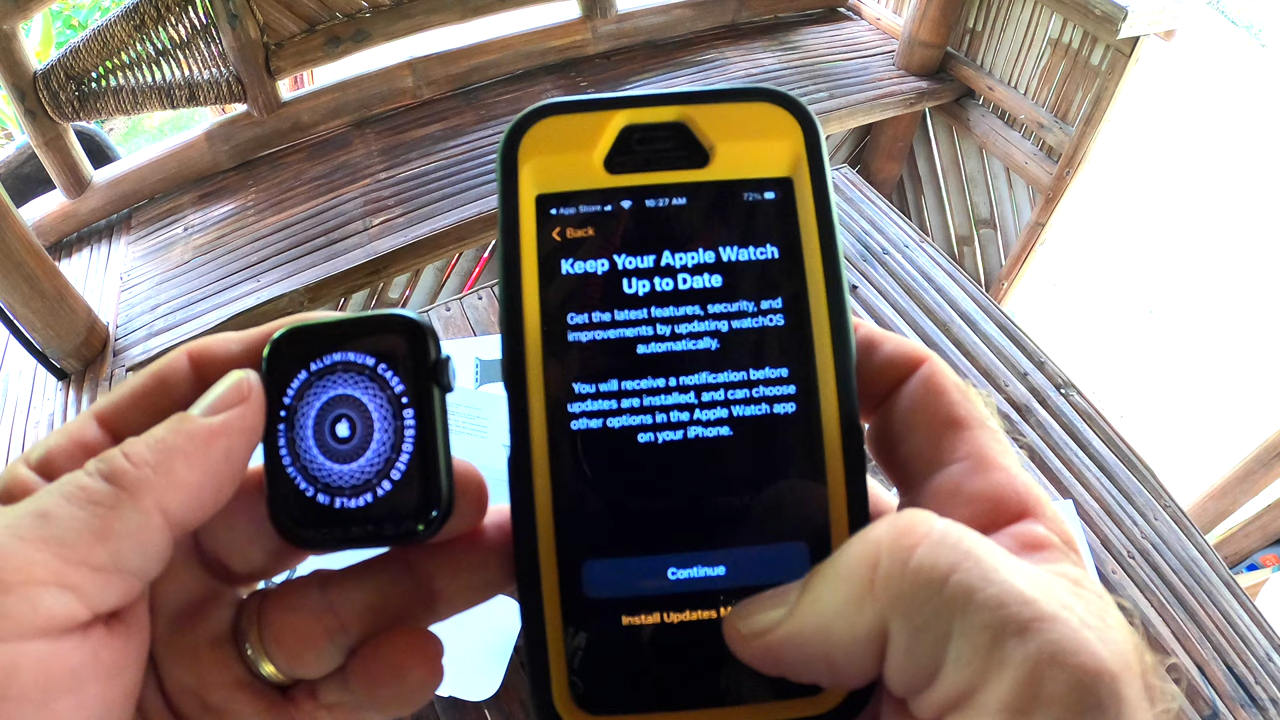 App Store
10:27 AM
72%
Back
Keep Your Apple Watch
Up to Date
Get the latest features, security, and
improvements by updating watchOS
automatically.
You will receive a notification before
updates are installed, and can choose
other options in the Apple Watch app
on your iPhone.
Continue
Install Updates M
44MM ALUMINUM CASE • DESIGNED BY APPLE IN CALIFORNIA •